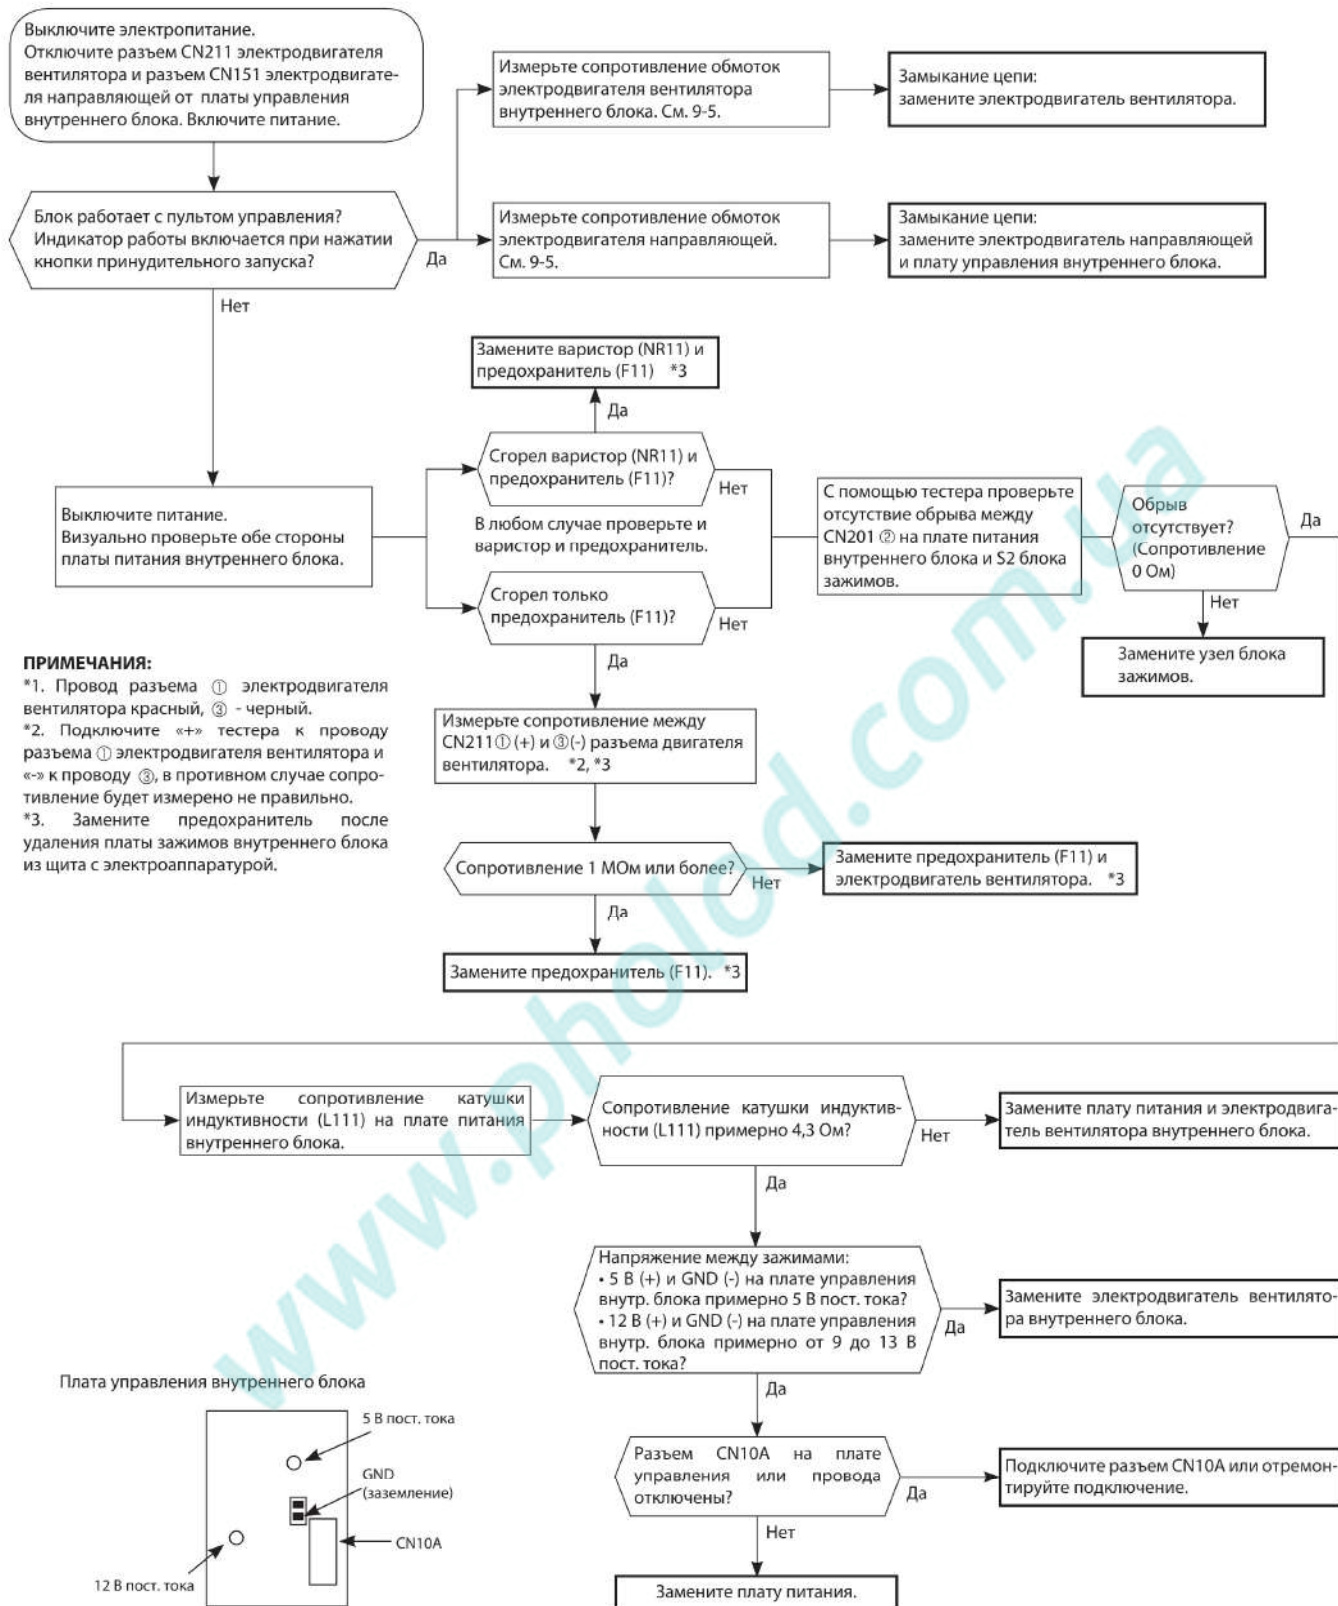 Выключите электропитание.
Отключите разъем CN211 электродвигателя
вентилятора и разъем CN151 электродвигате-
ля направляющей от платы управления
внутреннего блока. Включите питание.
Измерьте сопротивление обмоток
электродвигателя вентилятора
внутреннего блока. См. 9-5.
Замыкание цепи:
замените электродвигатель вентилятора.
Блок работает с пультом управления?
Индикатор работы включается при нажатии
кнопки принудительного запуска?
Да
Измерьте сопротивление обмоток
электродвигателя направляющей.
См. 9-5.
Замыкание цепи:
замените электродвигатель направляющей
и плату управления внутреннего блока.
Нет
Замените варистор (NR11) и
предохранитель (F11) *3
Да
Сгорел варистор (NR11) и
предохранитель (F11)?
Нет
Выключите питание.
Визуально проверьте обе стороны
платы питания внутреннего блока.
В любом случае проверьте и
варистор и предохранитель.
С помощью тестера проверьте
отсутствие обрыва между
CN201 ② на плате питания
внутреннего блока и S2 блока
зажимов.
Обрыв
отсутствует?
(Сопротивление
0 Ом)
Да
Нет
Замените узел блока
зажимов.
Сгорел только
предохранитель (F11)?
Нет
Да
ПРИМЕЧАНИЯ:
*1. Провод разъема ① электродвигателя
вентилятора красный, ③ - черный.
*2. Подключите «+» тестера к проводу
разъема ① электродвигателя вентилятора и
«-» к проводу ③, в противном случае сопро-
тивление будет измерено не правильно.
*3. Замените предохранитель после
удаления платы зажимов внутреннего блока
из щита с электроаппаратурой.
Измерьте сопротивление между
CN211① (+) и ③(-) разъема двигателя
вентилятора. *2, *3
Сопротивление 1 МОм или более?
Нет
Замените предохранитель (F11) и
электродвигатель вентилятора. *3
Да
Замените предохранитель (F11). *3
Измерьте сопротивление катушки
индуктивности (L111) на плате питания
внутреннего блока.
Сопротивление катушки индуктив-
ности (L111) примерно 4,3 Ом?
Нет
Замените плату питания и электродвига-
тель вентилятора внутреннего блока.
Да
Напряжение между зажимами:
• 5 В (+) и GND (-) на плате управления
внутр. блока примерно 5 В пост. тока?
• 12 В (+) и GND (-) на плате управления
внутр. блока примерно от 9 до 13 В
пост. тока?
Да
Замените электродвигатель вентилято-
ра внутреннего блока.
Да
Разъем CN10A на плате
управления или провода
отключены?
Да
Подключите разъем CN10A или отремон-
тируйте подключение.
Нет
Замените плату питания.
Плата управления внутреннего блока
5 В пост. тока
GND
(заземление)
CN10A
12 В пост. тока
www.pholod.com.ua